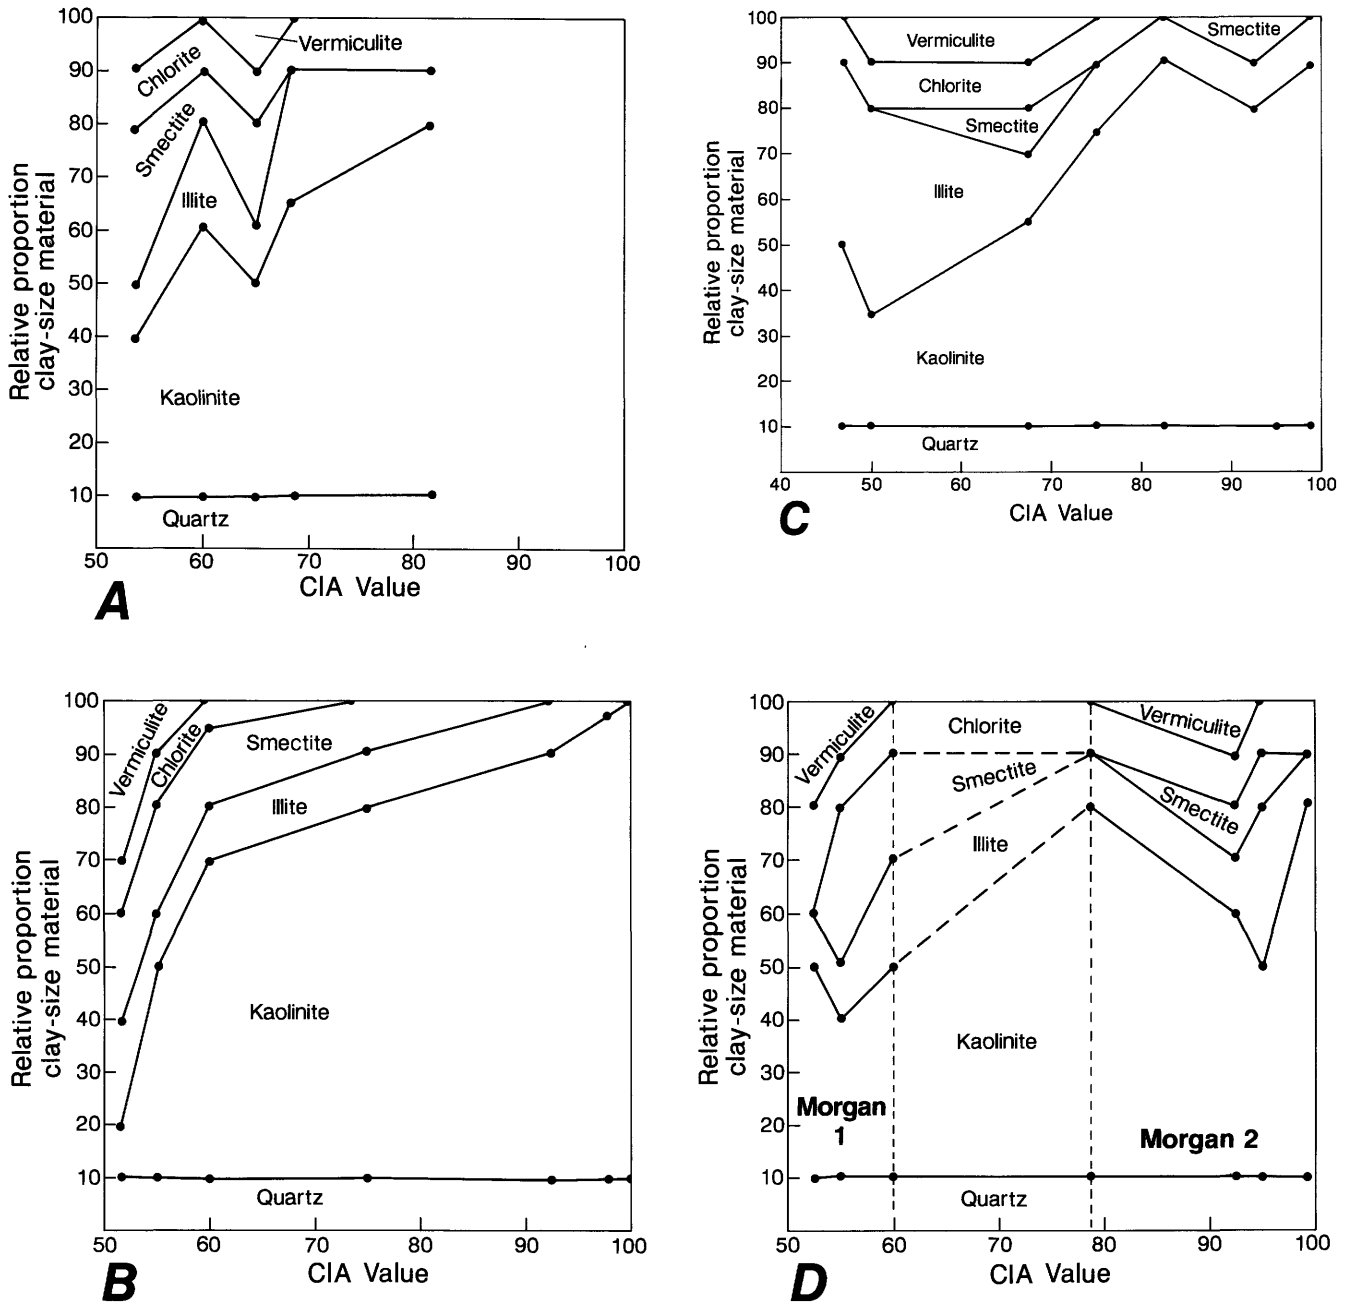 100
90
80
70
60
50
40
30
20
10
Relative proportion
clay-size material
Vermiculite
Chlorite
Smectite
Illite
Kaolinite
Quartz
50 60 70 80 90 100
CIA Value
A
100
90
80
70
60
50
40
30
20
10
Relative proportion
clay-size material
Smectite
Vermiculite
Chlorite
Smectite
Illite
Kaolinite
Quartz
40 50 60 40 70 80 90 100
CIA Value
C
100
90
80
70
60
50
40
30
20
10
Relative proportion
clay-size material
Vermiculite
Chlorite
Smectite
Illite
Kaolinite
Quartz
50 60 70 80 90 100
CIA Value
B
100
90
80
70
60
50
40
30
20
10
Relative proportion
clay-size material
Vermiculite
Chlorite
Vermiculite
Smectite
Smectite
Illite
Kaolinite
Morgan
1
Morgan 2
Quartz
50 60 70 80 90 100
CIA Value
D